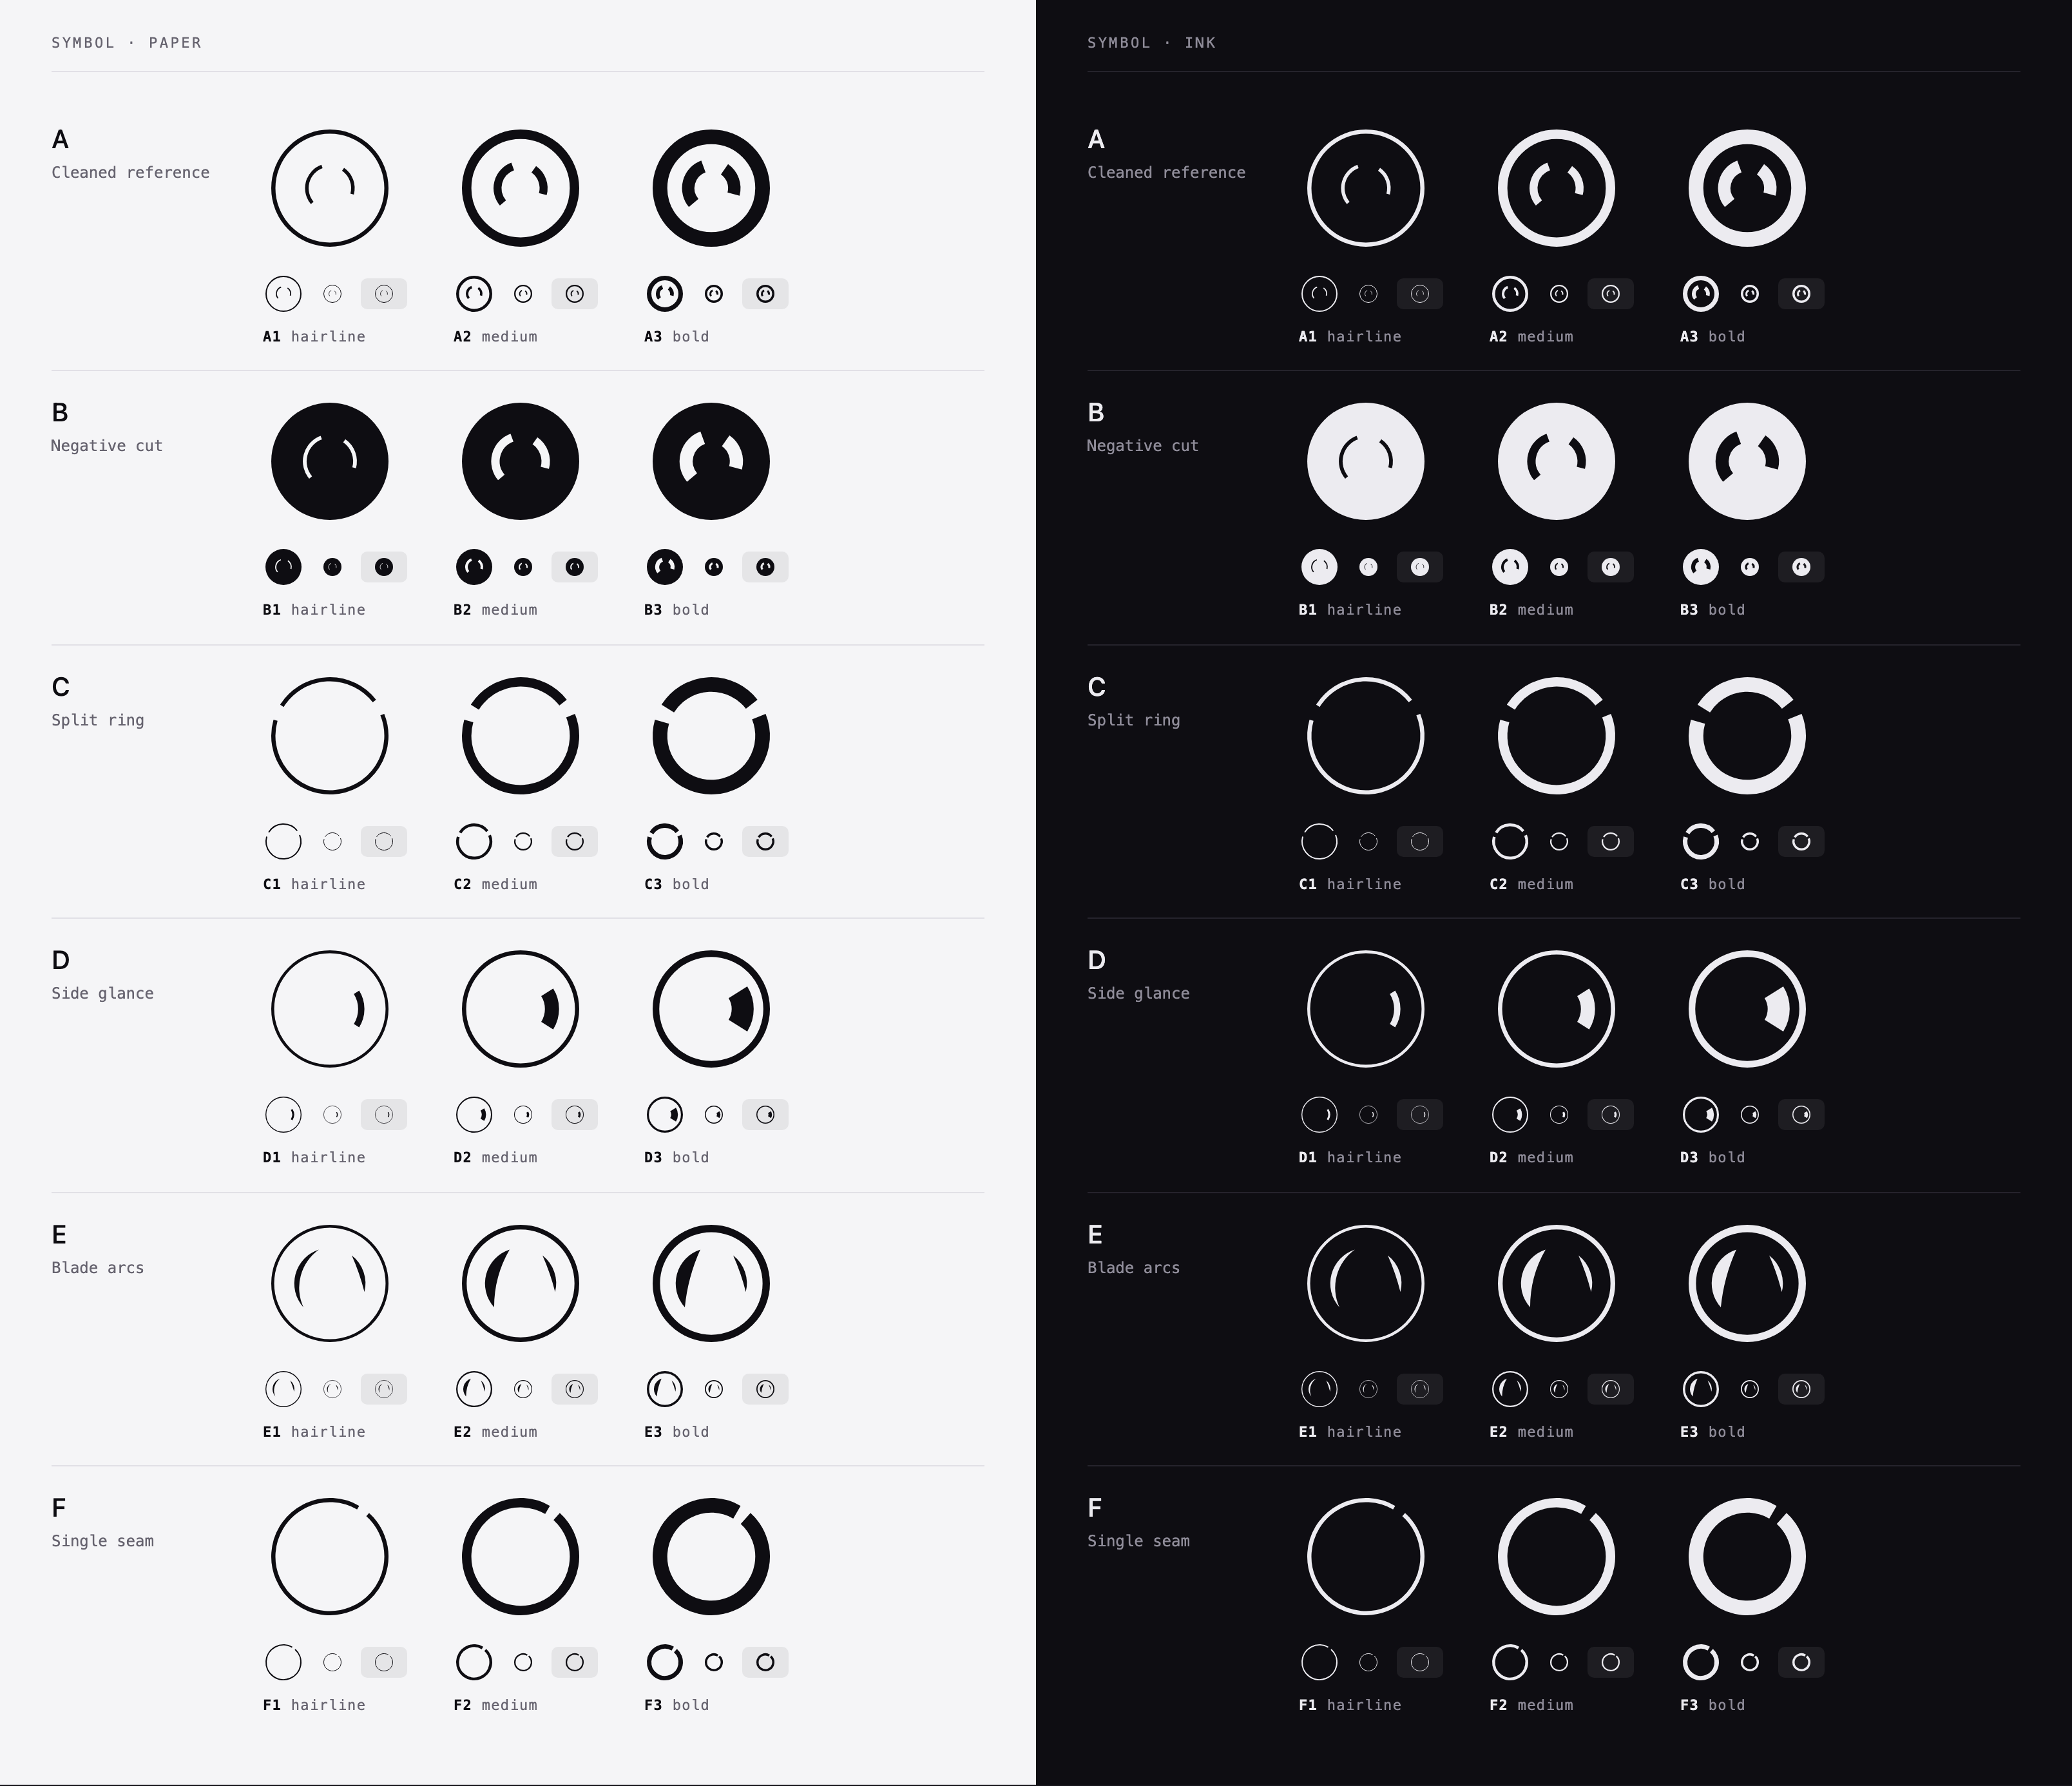 SYMBOL · PAPER
A
Cleaned reference
A1 hairline
A2 medium
A3 bold
B
Negative cut
B1 hairline
B2 medium
B3 bold
C
Split ring
C1 hairline
C2 medium
C3 bold
D
Side glance
D1 hairline
D2 medium
D3 bold
E
Blade arcs
E1 hairline
E2 medium
E3 bold
F
Single seam
F1 hairline
F2 medium
F3 bold
SYMBOL · INK
A
Cleaned reference
A1 hairline
A2 medium
A3 bold
B
Negative cut
B1 hairline
B2 medium
B3 bold
C
Split ring
C1 hairline
C2 medium
C3 bold
D
Side glance
D1 hairline
D2 medium
D3 bold
E
Blade arcs
E1 hairline
E2 medium
E3 bold
F
Single seam
F1 hairline
F2 medium
F3 bold